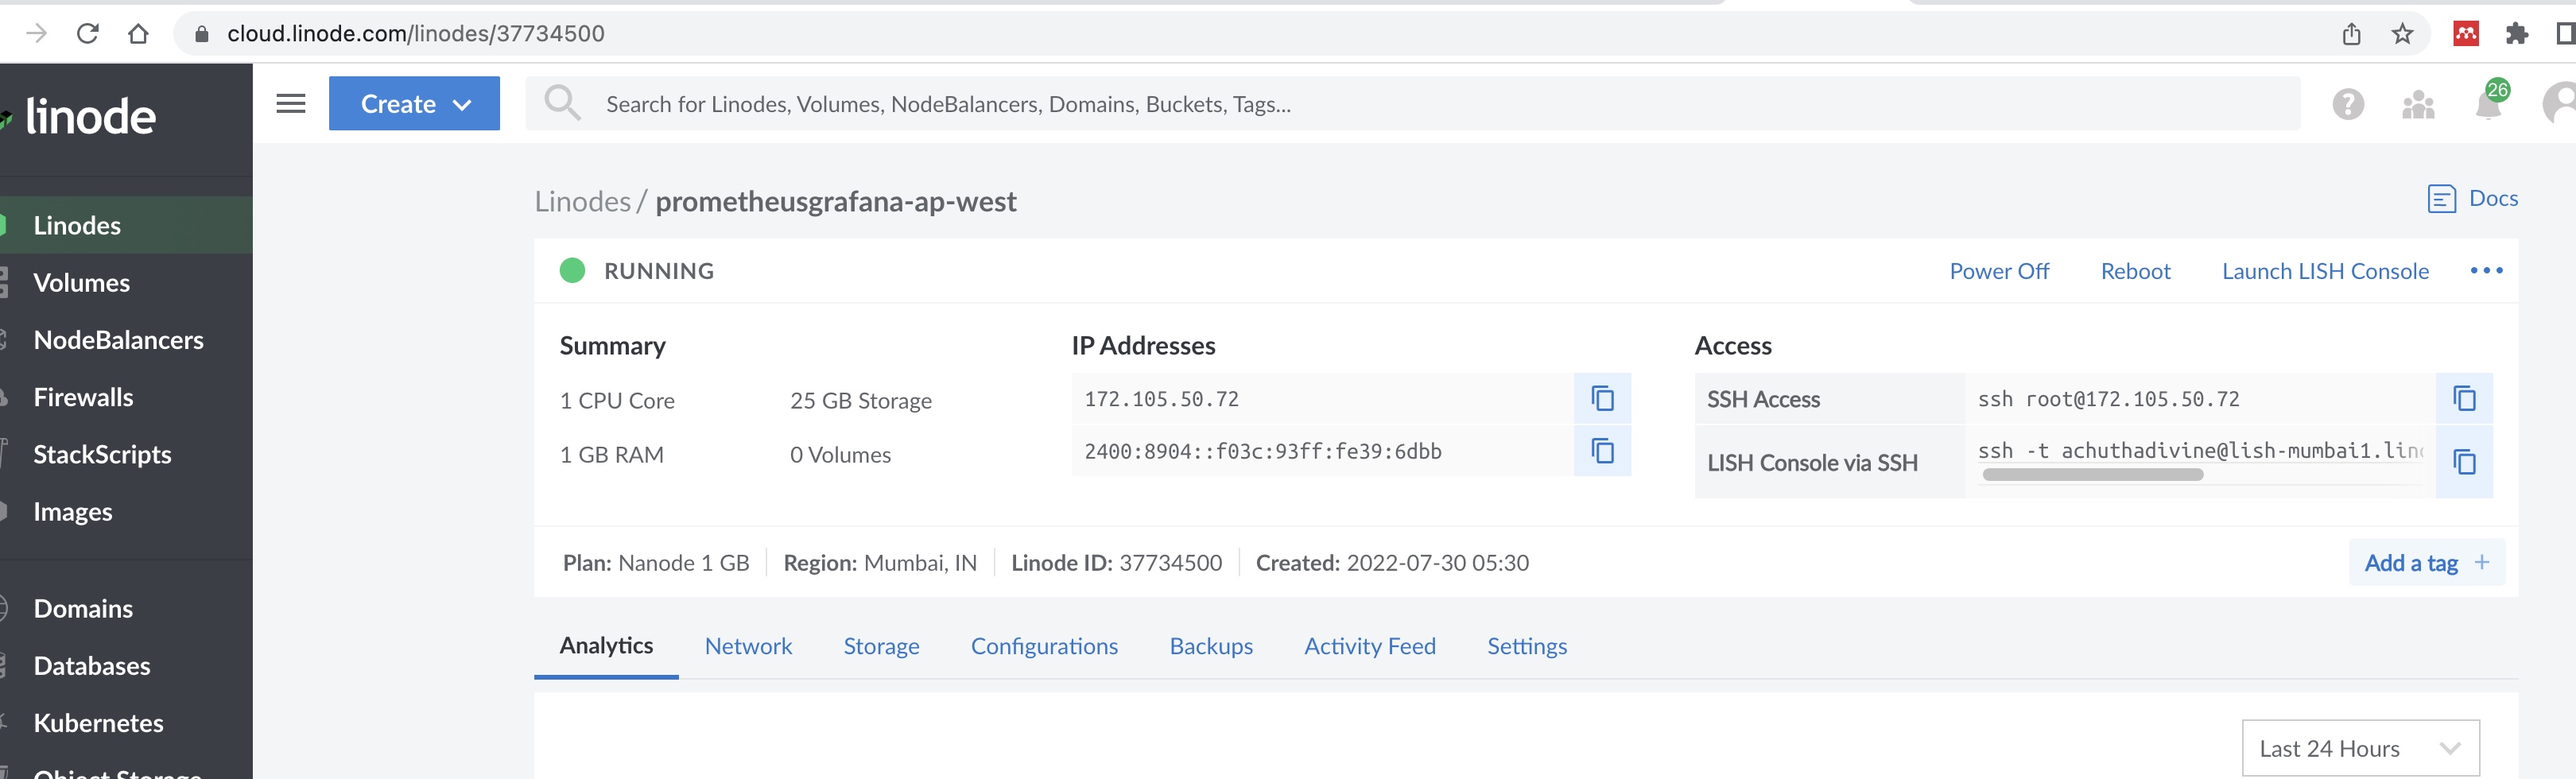 cloud.linode.com/linodes/37734500
linode
Create
Search for Linodes, Volumes, NodeBalancers, Domains, Buckets, Tags...
26
Linodes
Volumes
NodeBalancers
Firewalls
StackScripts
Images
Domains
Databases
Kubernetes
Object Storage
Linodes / prometheusgrafana-ap-west
Docs
RUNNING
Power Off Reboot Launch LISH Console
Summary
1 CPU Core 25 GB Storage
1 GB RAM 0 Volumes
IP Addresses
172.105.50.72
2400:8904::f03c:93ff:fe39:6dbb
Access
SSH Access ssh root@172.105.50.72
LISH Console via SSH ssh -t achuthadivine@lish-mumbai1.lino
Plan: Nanode 1 GB Region: Mumbai, IN Linode ID: 37734500 Created: 2022-07-30 05:30
Add a tag +
Analytics Network Storage Configurations Backups Activity Feed Settings
Last 24 Hours